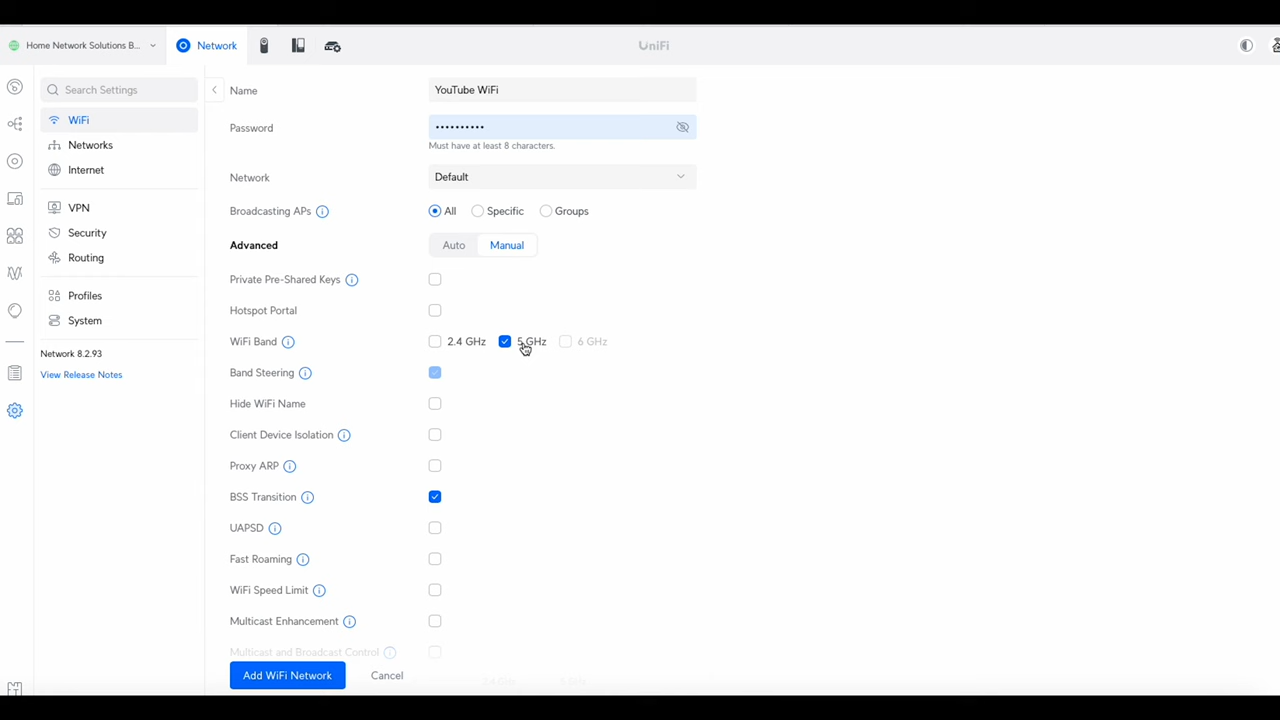 Home Network Solutions B...
Network
UniFi
Search Settings
WiFi
Networks
Internet
VPN
Security
Routing
Profiles
System
Network 8.2.93
View Release Notes
Name
YouTube WiFi
Password
••••••••••
Must have at least 8 characters.
Network
Default
Broadcasting APs
All Specific Groups
Advanced
Auto Manual
Private Pre-Shared Keys
Hotspot Portal
WiFi Band
2.4 GHz 5 GHz 6 GHz
Band Steering
Hide WiFi Name
Client Device Isolation
Proxy ARP
BSS Transition
UAPSD
Fast Roaming
WiFi Speed Limit
Multicast Enhancement
Multicast and Broadcast Control
Add WiFi Network
Cancel